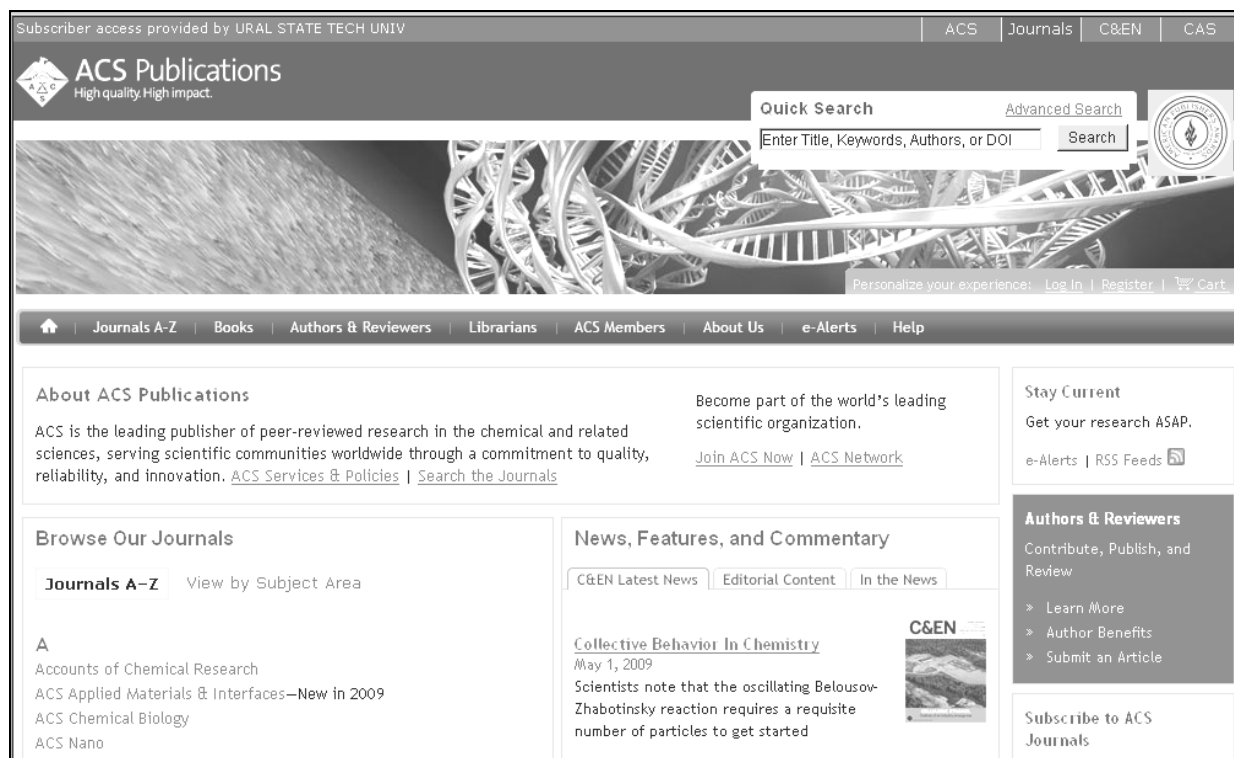 Subscriber access provided by URAL STATE TECH UNIV
ACS Journals C&EN CAS
ACS Publications
High quality. High impact.
A C S
Quick Search Advanced Search
Enter Title, Keywords, Authors, or DOI Search
Personalize your experience: Log In | Register | Cart
Journals A-Z | Books | Authors & Reviewers | Librarians | ACS Members | About Us | e-Alerts | Help
About ACS Publications
ACS is the leading publisher of peer-reviewed research in the chemical and related
sciences, serving scientific communities worldwide through a commitment to quality,
reliability, and innovation. ACS Services & Policies | Search the Journals
Become part of the world's leading
scientific organization.
Join ACS Now | ACS Network
Stay Current
Get your research ASAP.
e-Alerts | RSS Feeds
Browse Our Journals
Journals A–Z View by Subject Area
A
Accounts of Chemical Research
ACS Applied Materials & Interfaces—New in 2009
ACS Chemical Biology
ACS Nano
News, Features, and Commentary
C&EN Latest News Editorial Content In the News
Collective Behavior In Chemistry
May 1, 2009
Scientists note that the oscillating Belousov-
Zhabotinsky reaction requires a requisite
number of particles to get started
C&EN
Authors & Reviewers
Contribute, Publish, and
Review
» Learn More
» Author Benefits
» Submit an Article
Subscribe to ACS
Journals